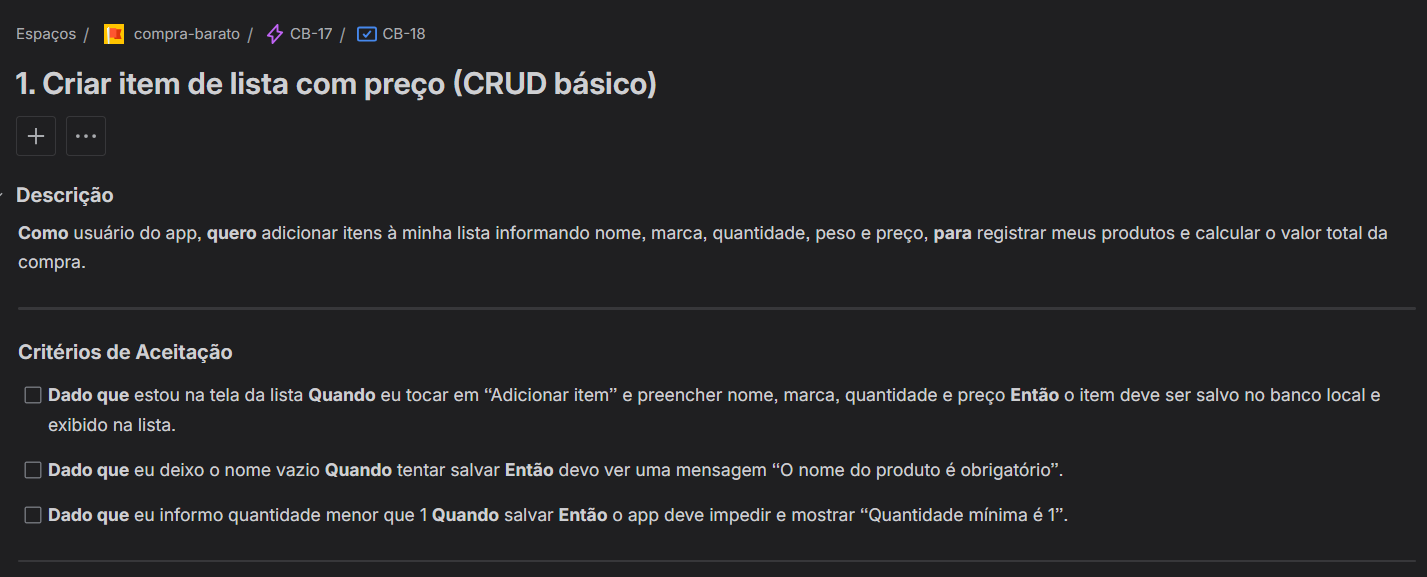 Espaços / compra-barato / CB-17 / CB-18
1. Criar item de lista com preço (CRUD básico)
Descrição
Como usuário do app, quero adicionar itens à minha lista informando nome, marca, quantidade, peso e preço, para registrar meus produtos e calcular o valor total da
compra.
Critérios de Aceitação
Dado que estou na tela da lista Quando eu tocar em “Adicionar item” e preencher nome, marca, quantidade e preço Então o item deve ser salvo no banco local e
exibido na lista.
Dado que eu deixo o nome vazio Quando tentar salvar Então devo ver uma mensagem “O nome do produto é obrigatório”.
Dado que eu informo quantidade menor que 1 Quando salvar Então o app deve impedir e mostrar “Quantidade mínima é 1”.